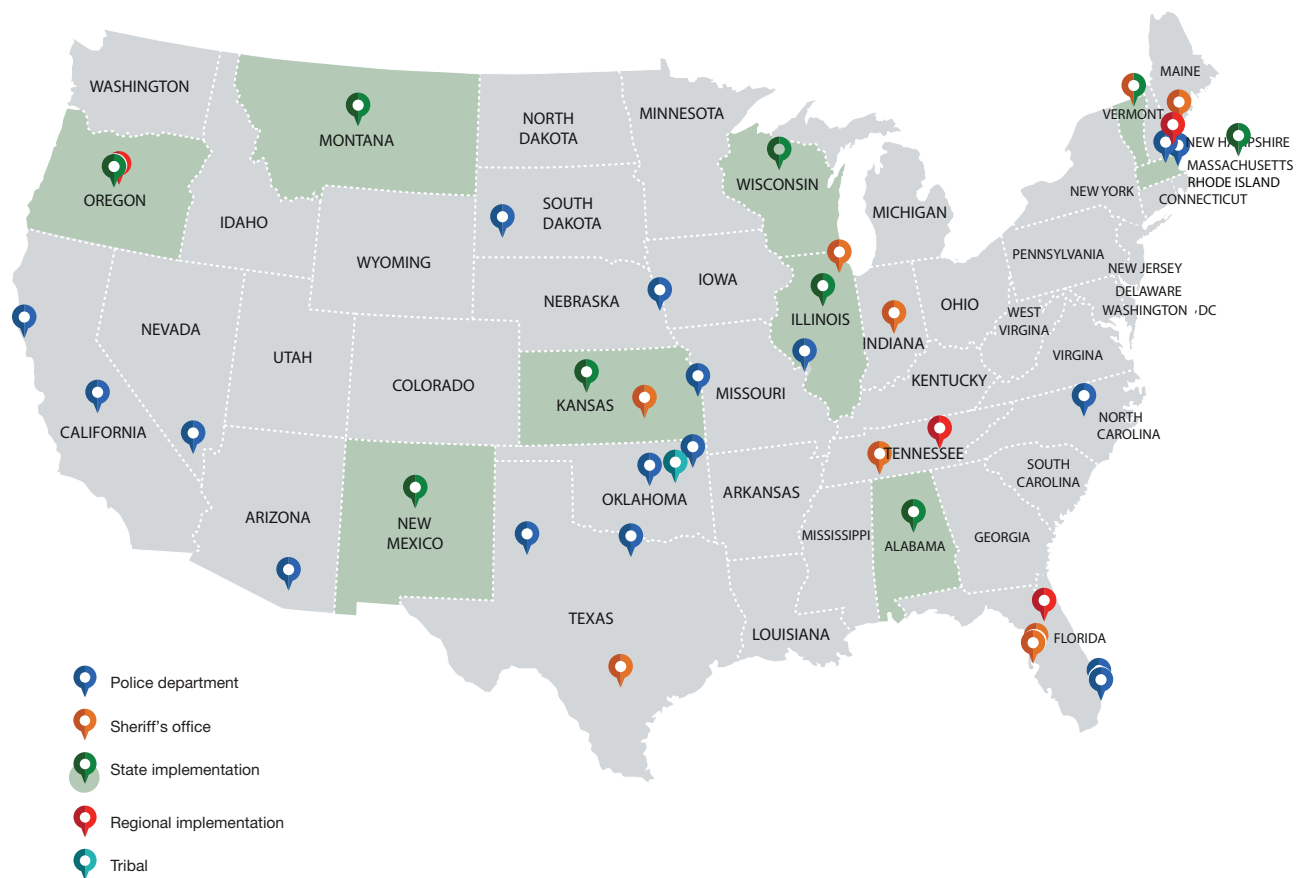 MAINE
WASHINGTON
MONTANA
NORTH
DAKOTA
MINNESOTA
VERMONT
NEW HAMPSHIRE
MASSACHUSETTS
RHODE ISLAND
CONNECTICUT
OREGON
IDAHO
SOUTH
DAKOTA
WISCONSIN
MICHIGAN
NEW YORK
WYOMING
IOWA
PENNSYLVANIA
NEW JERSEY
DELAWARE
WASHINGTON , DC
NEVADA
NEBRASKA
ILLINOIS
INDIANA
OHIO
WEST
VIRGINIA
VIRGINA
UTAH
COLORADO
KANSAS
MISSOURI
KENTUCKY
CALIFORNIA
NORTH
CAROLINA
TENNESSEE
SOUTH
CAROLINA
ARIZONA
NEW
MEXICO
OKLAHOMA
ARKANSAS
MISSISSIPPI
ALABAMA
GEORGIA
TEXAS
LOUISIANA
FLORIDA
Police department
Sheriff's office
State implementation
Regional implementation
Tribal